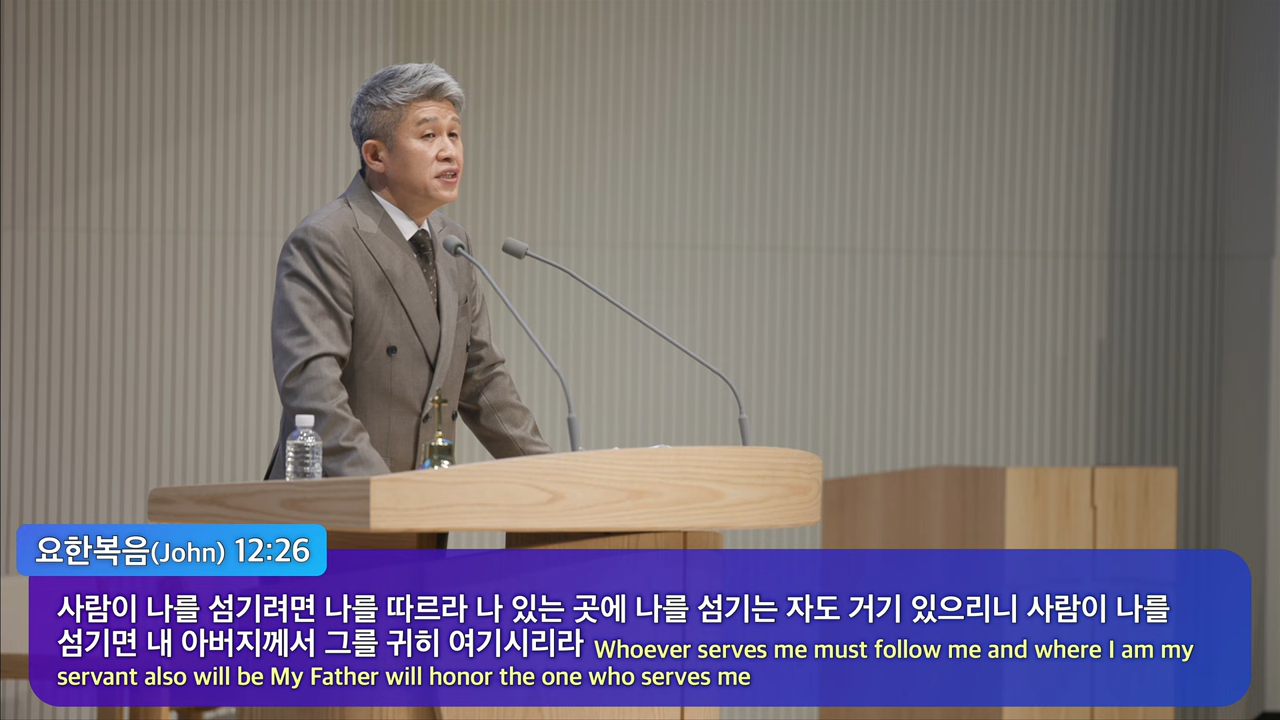 요한복음(John) 12:26
사람이 나를 섬기려면 나를 따르라 나 있는 곳에 나를 섬기는 자도 거기 있으리니 사람이 나를
섬기면 내 아버지께서 그를 귀히 여기시리라 Whoever serves me must follow me and where I am my
servant also will be My Father will honor the one who serves me